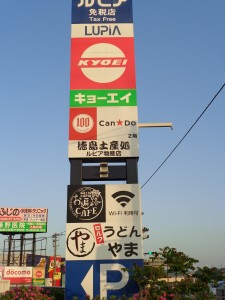 ルピア
免税店
Tax Free
LUPIA
KYOEI
キョーエイ
100
Can★Do
2階
徳島土産処
ルピア物産店
CAFE
Wi-Fi 利用可
うどん
やま
P
docomo